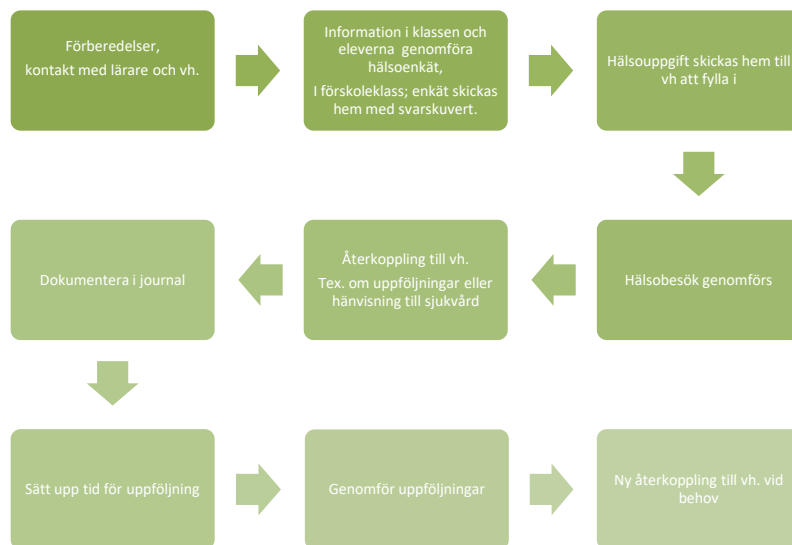 Förberedelser,
kontakt med lärare och vh.
Information i klassen och
eleverna genomföra
hälsoenkät,
I förskoleklass; enkät skickas
hem med svarskuvert.
Hälsouppgift skickas hem till
vh att fylla i
Hälsobesök genomförs
Återkoppling till vh.
Tex. om uppföljningar eller
hänvisning till sjukvård
Dokumentera i journal
Sätt upp tid för uppföljning
Genomför uppföljningar
Ny återkoppling till vh. vid
behov